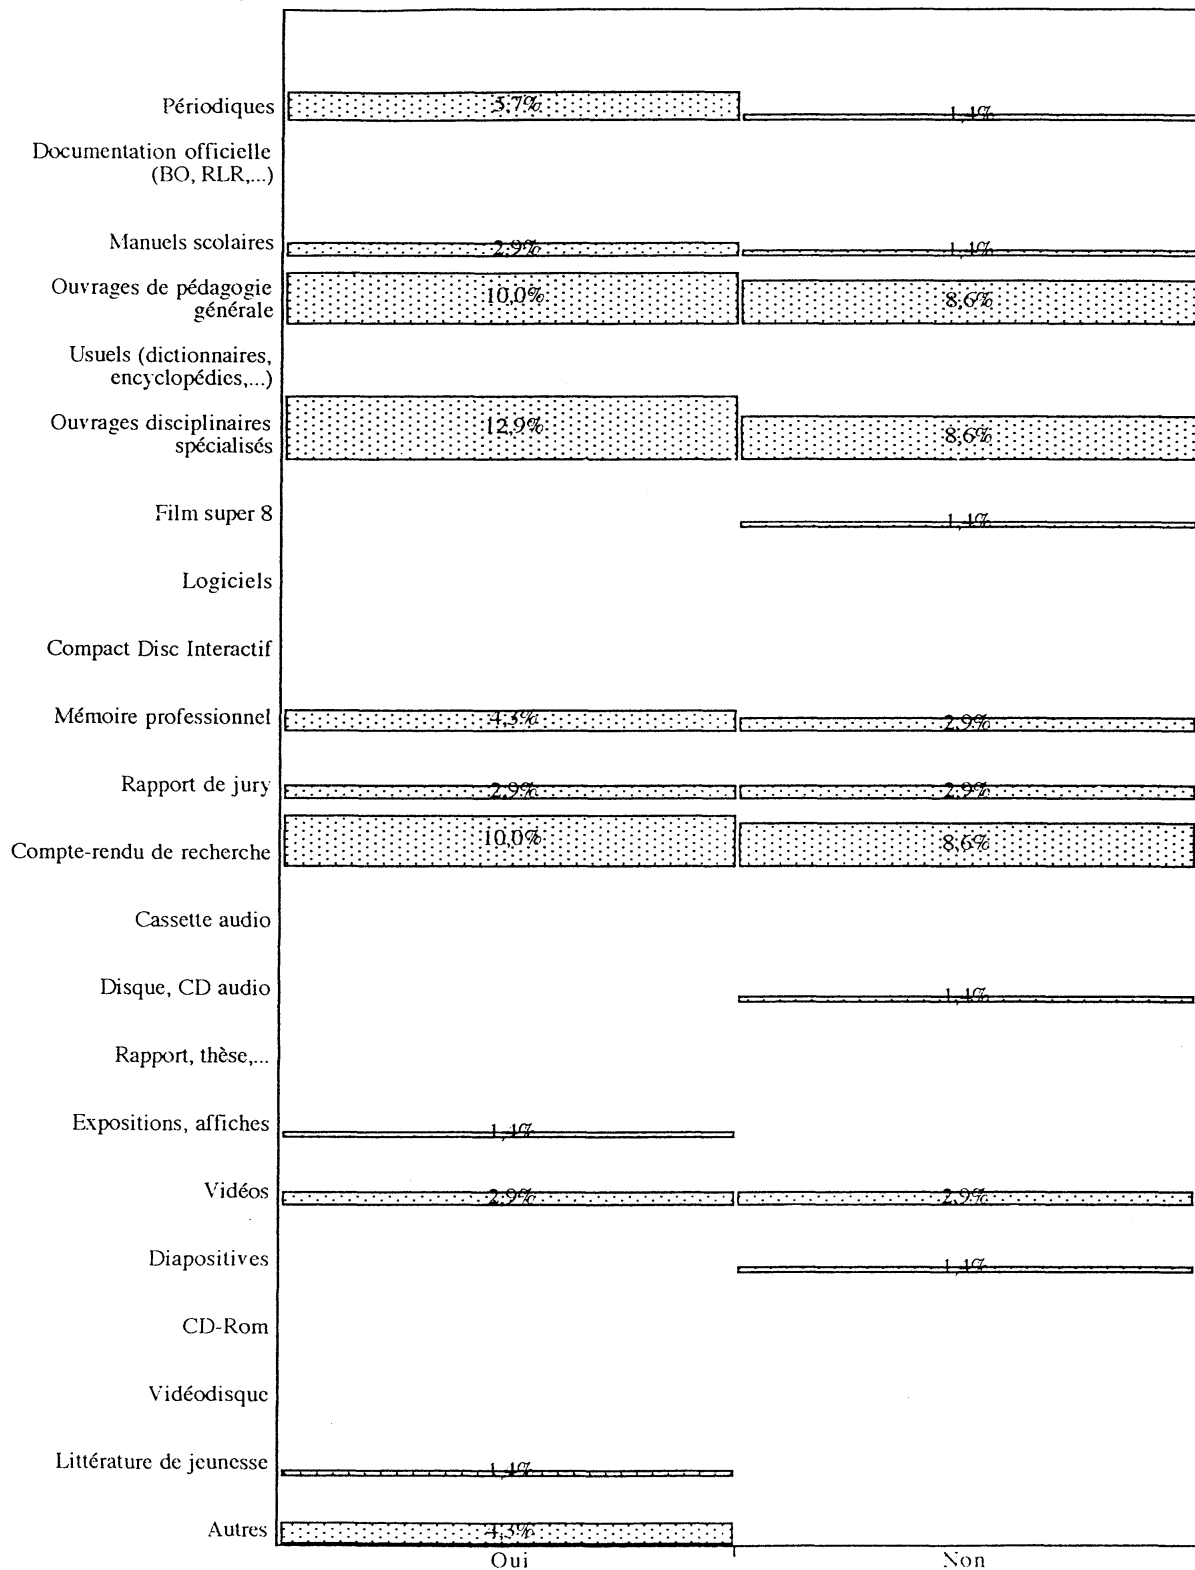 Périodiques 5,7% 1,4%
Documentation officielle
(BO, RLR,...)
Manuels scolaires 2,9% 1,4%
Ouvrages de pédagogie
générale 10,0% 8,6%
Usuels (dictionnaires,
encyclopédies,...)
Ouvrages disciplinaires
spécialisés 12,9% 8,6%
Film super 8 1,4%
Logiciels
Compact Disc Interactif
Mémoire professionnel 4,3% 2,9%
Rapport de jury 2,9% 2,9%
Compte-rendu de recherche 10,0% 8,6%
Cassette audio
Disque, CD audio 1,4%
Rapport, thèse,...
Expositions, affiches 1,4%
Vidéos 2,9% 2,9%
Diapositives 1,4%
CD-Rom
Vidéodisque
Littérature de jeunesse 1,4%
Autres 4,3%
Oui Non